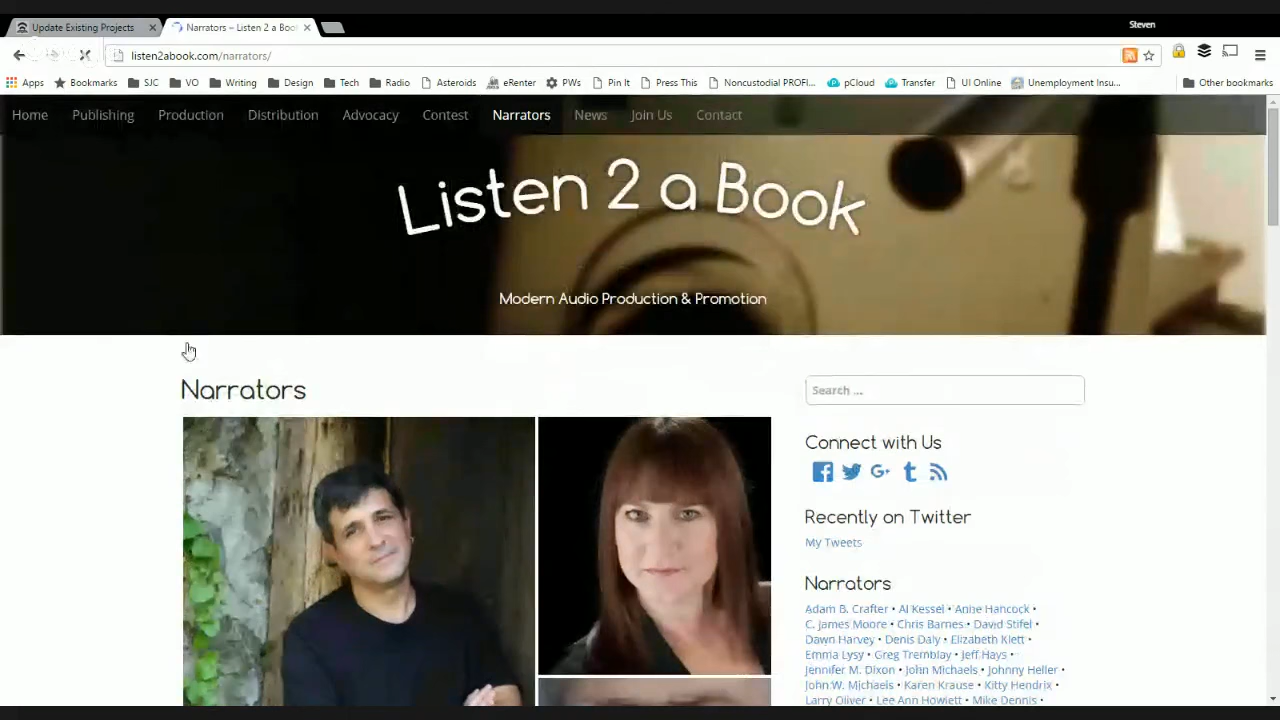 Steven
Update Existing Projects
Narrators – Listen 2 a Boo
listen2abook.com/narrators/
Apps Bookmarks SJC VO Writing Design Tech Radio Asteroids eRenter PWs Pin It Press This Noncustodial PROFI... pCloud Transfer UI Online Unemployment Insu... Other bookmarks
Home Publishing Production Distribution Advocacy Contest Narrators News Join Us Contact
Listen 2 a Book
Modern Audio Production & Promotion
Narrators
Search ...
Connect with Us
Recently on Twitter
My Tweets
Narrators
Adam B. Crafter • Al Kessel • Anne Hancock •
C. James Moore • Chris Barnes • David Stifel •
Dawn Harvey • Denis Daly • Elizabeth Klett •
Emma Lysy • Greg Tremblay • Jeff Hays •
Jennifer M. Dixon • John Michaels • Johnny Heller •
John W. Michaels • Karen Krause • Kitty Hendrix •
Larry Oliver • Lee Ann Howlett • Mike Dennis •